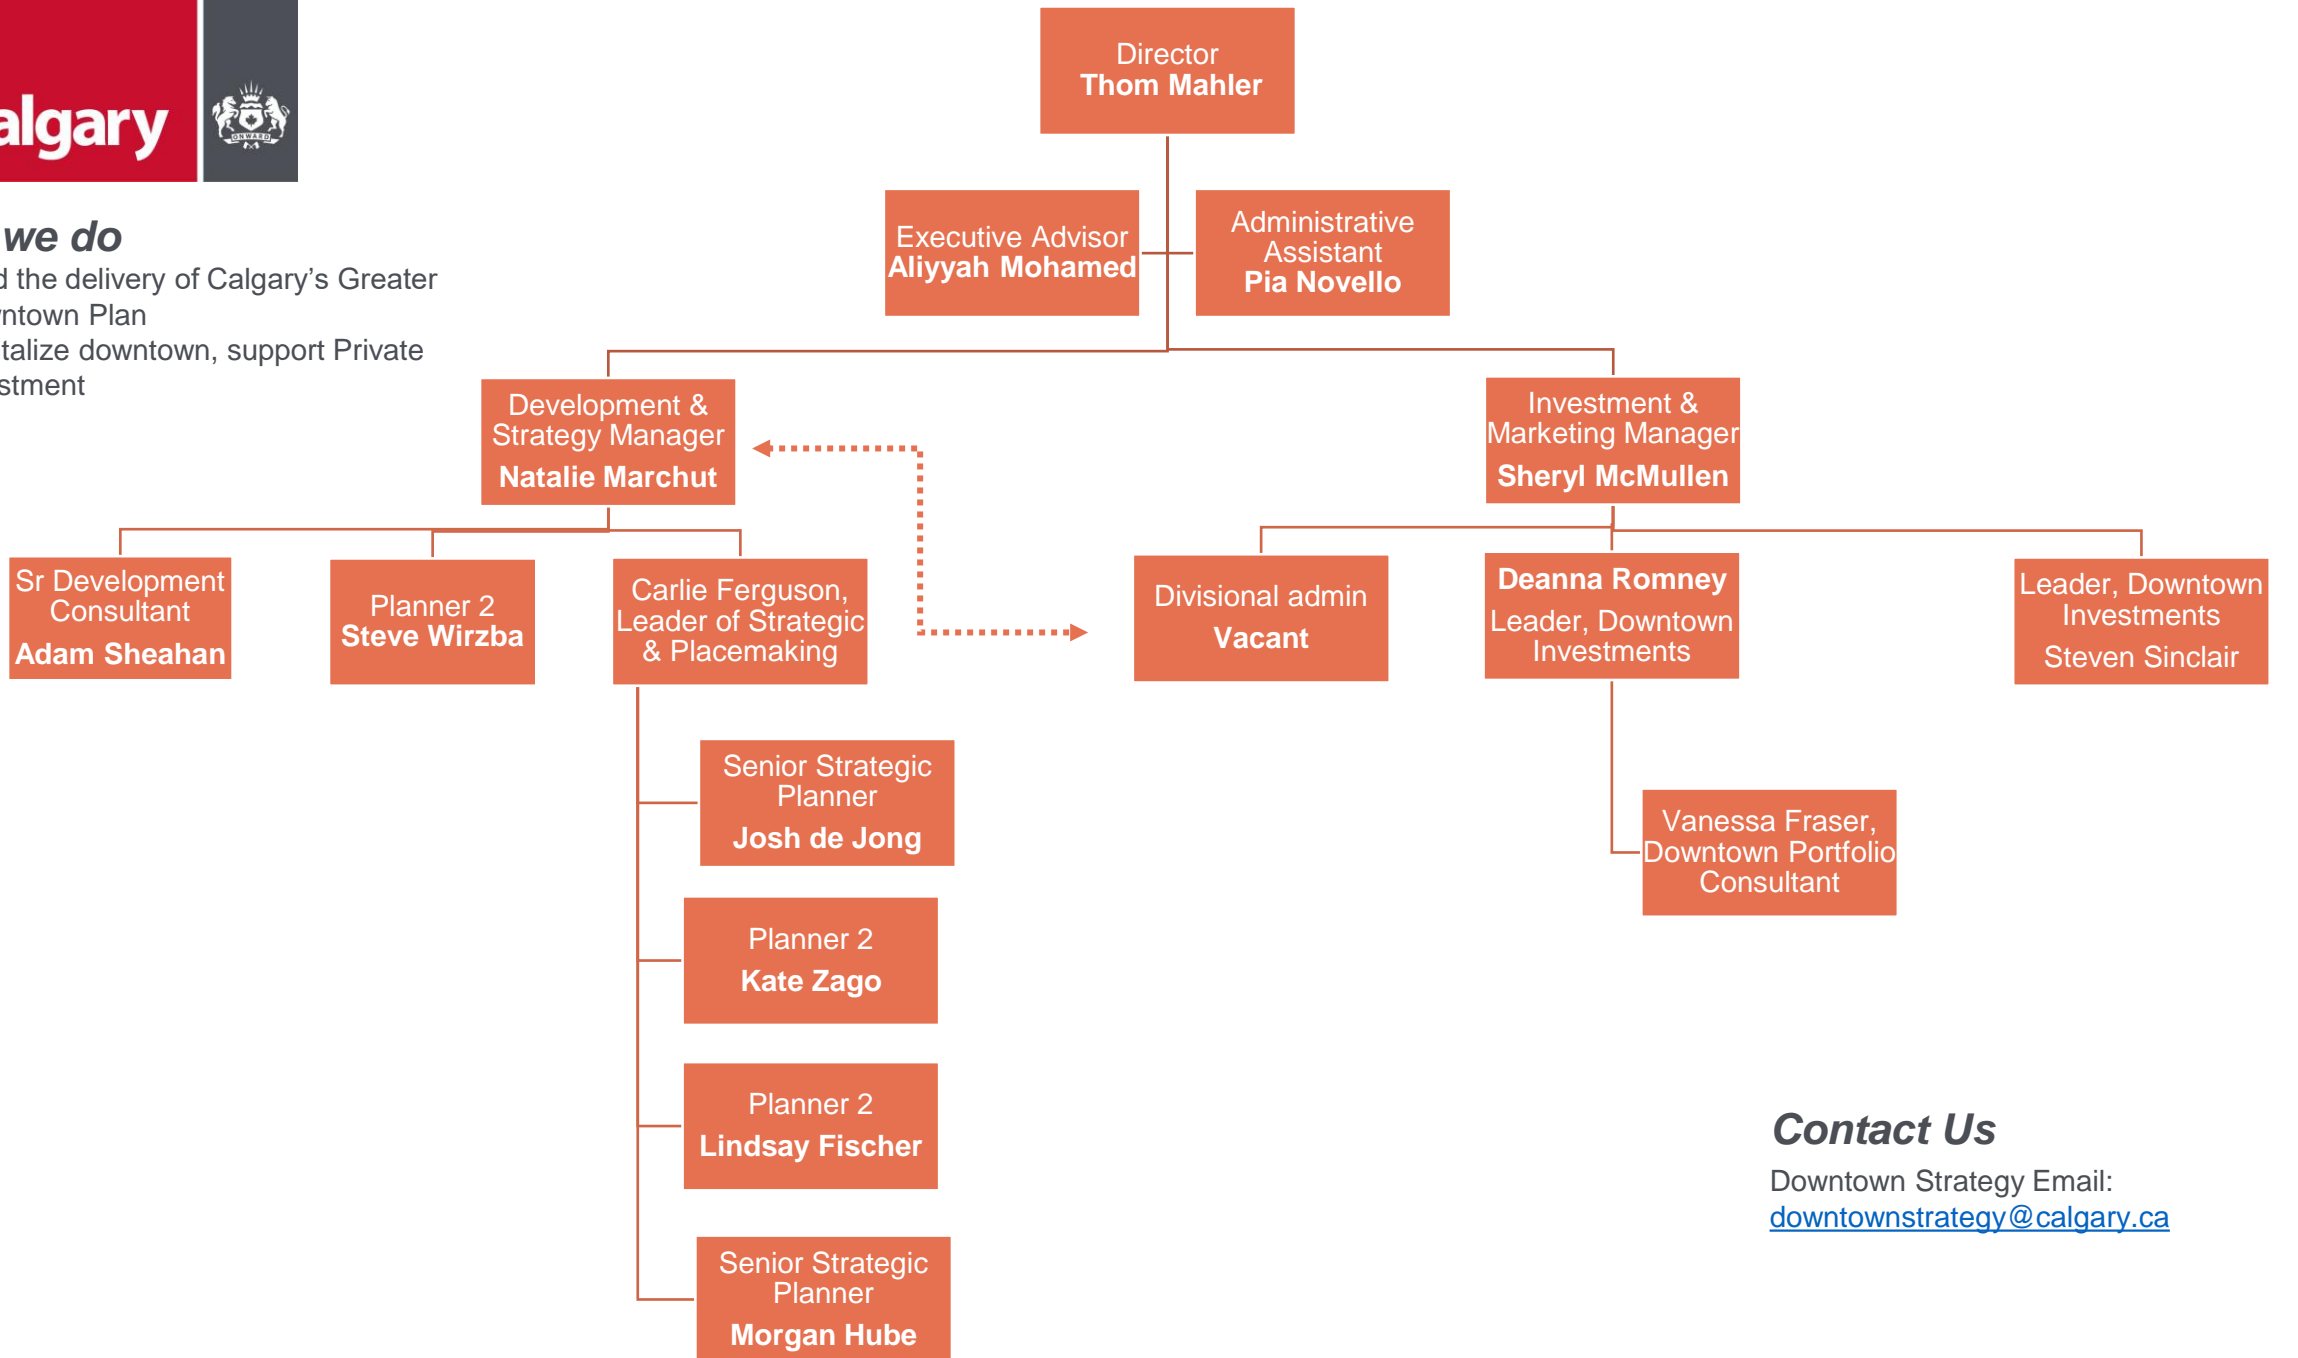 Director
Thom Mahler
algary
ONWARD
we do
Executive Advisor
Aliyyah Mohamed
Administrative
Assistant
Pia Novello
the delivery of Calgary's Greater
Plan
downtown, support Private
Development &
Strategy Manager
Natalie Marchut
Investment &
Marketing Manager
Sheryl McMullen
Sr Development
Consultant
Adam Sheahan
Planner 2
Steve Wirzba
Carlie Ferguson,
Leader of Strategic
& Placemaking
Divisional admin
Vacant
Deanna Romney
Leader, Downtown
Investments
Leader, Downtown
Investments
Steven Sinclair
Senior Strategic
Planner
Josh de Jong
Vanessa Fraser,
Downtown Portfolio
Consultant
Planner 2
Kate Zago
Planner 2
Lindsay Fischer
Senior Strategic
Planner
Morgan Hube
Contact Us
Downtown Strategy Email:
downtownstrategy@calgary.ca